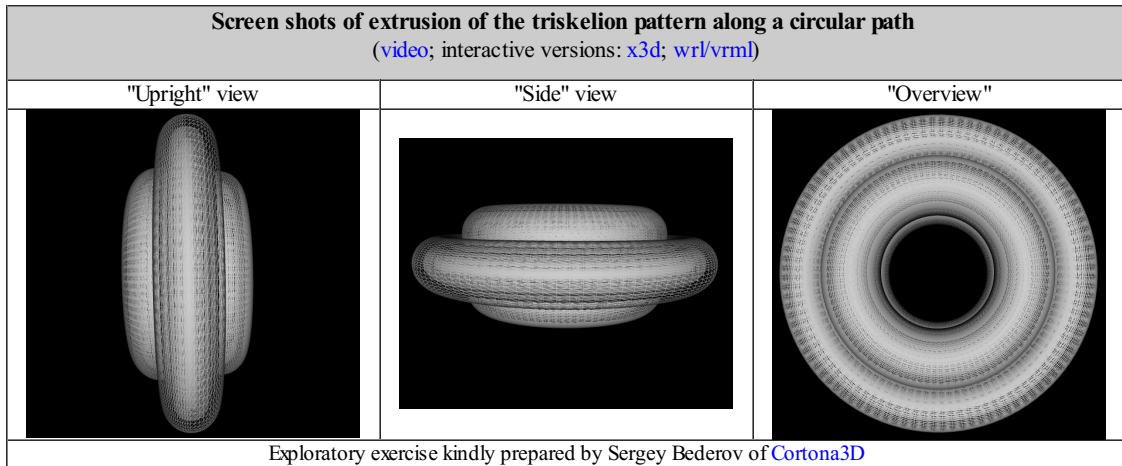 Screen shots of extrusion of the triskelion pattern along a circular path
(video; interactive versions: x3d; wrl/vrml)
"Upright" view
"Side" view
"Overview"
Exploratory exercise kindly prepared by Sergey Bederov of Cortona3D